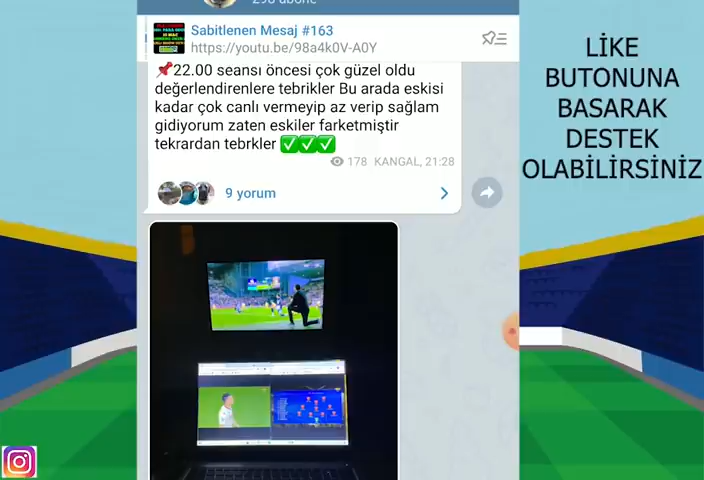 Sabitlenen Mesaj #163
https://youtu.be/98a4k0V-A0Y
📌22.00 seansı öncesi çok güzel oldu
değerlendirenlere tebrikler Bu arada eskisi
kadar çok canlı vermeyip az verip sağlam
gidiyorum zaten eskiler farketmiştir
tekrardan tebrkler ✅✅✅
178 KANGAL, 21:28
9 yorum
LİKE
BUTONUNA
BASARAK
DESTEK
OLABİLİRSİNİZ